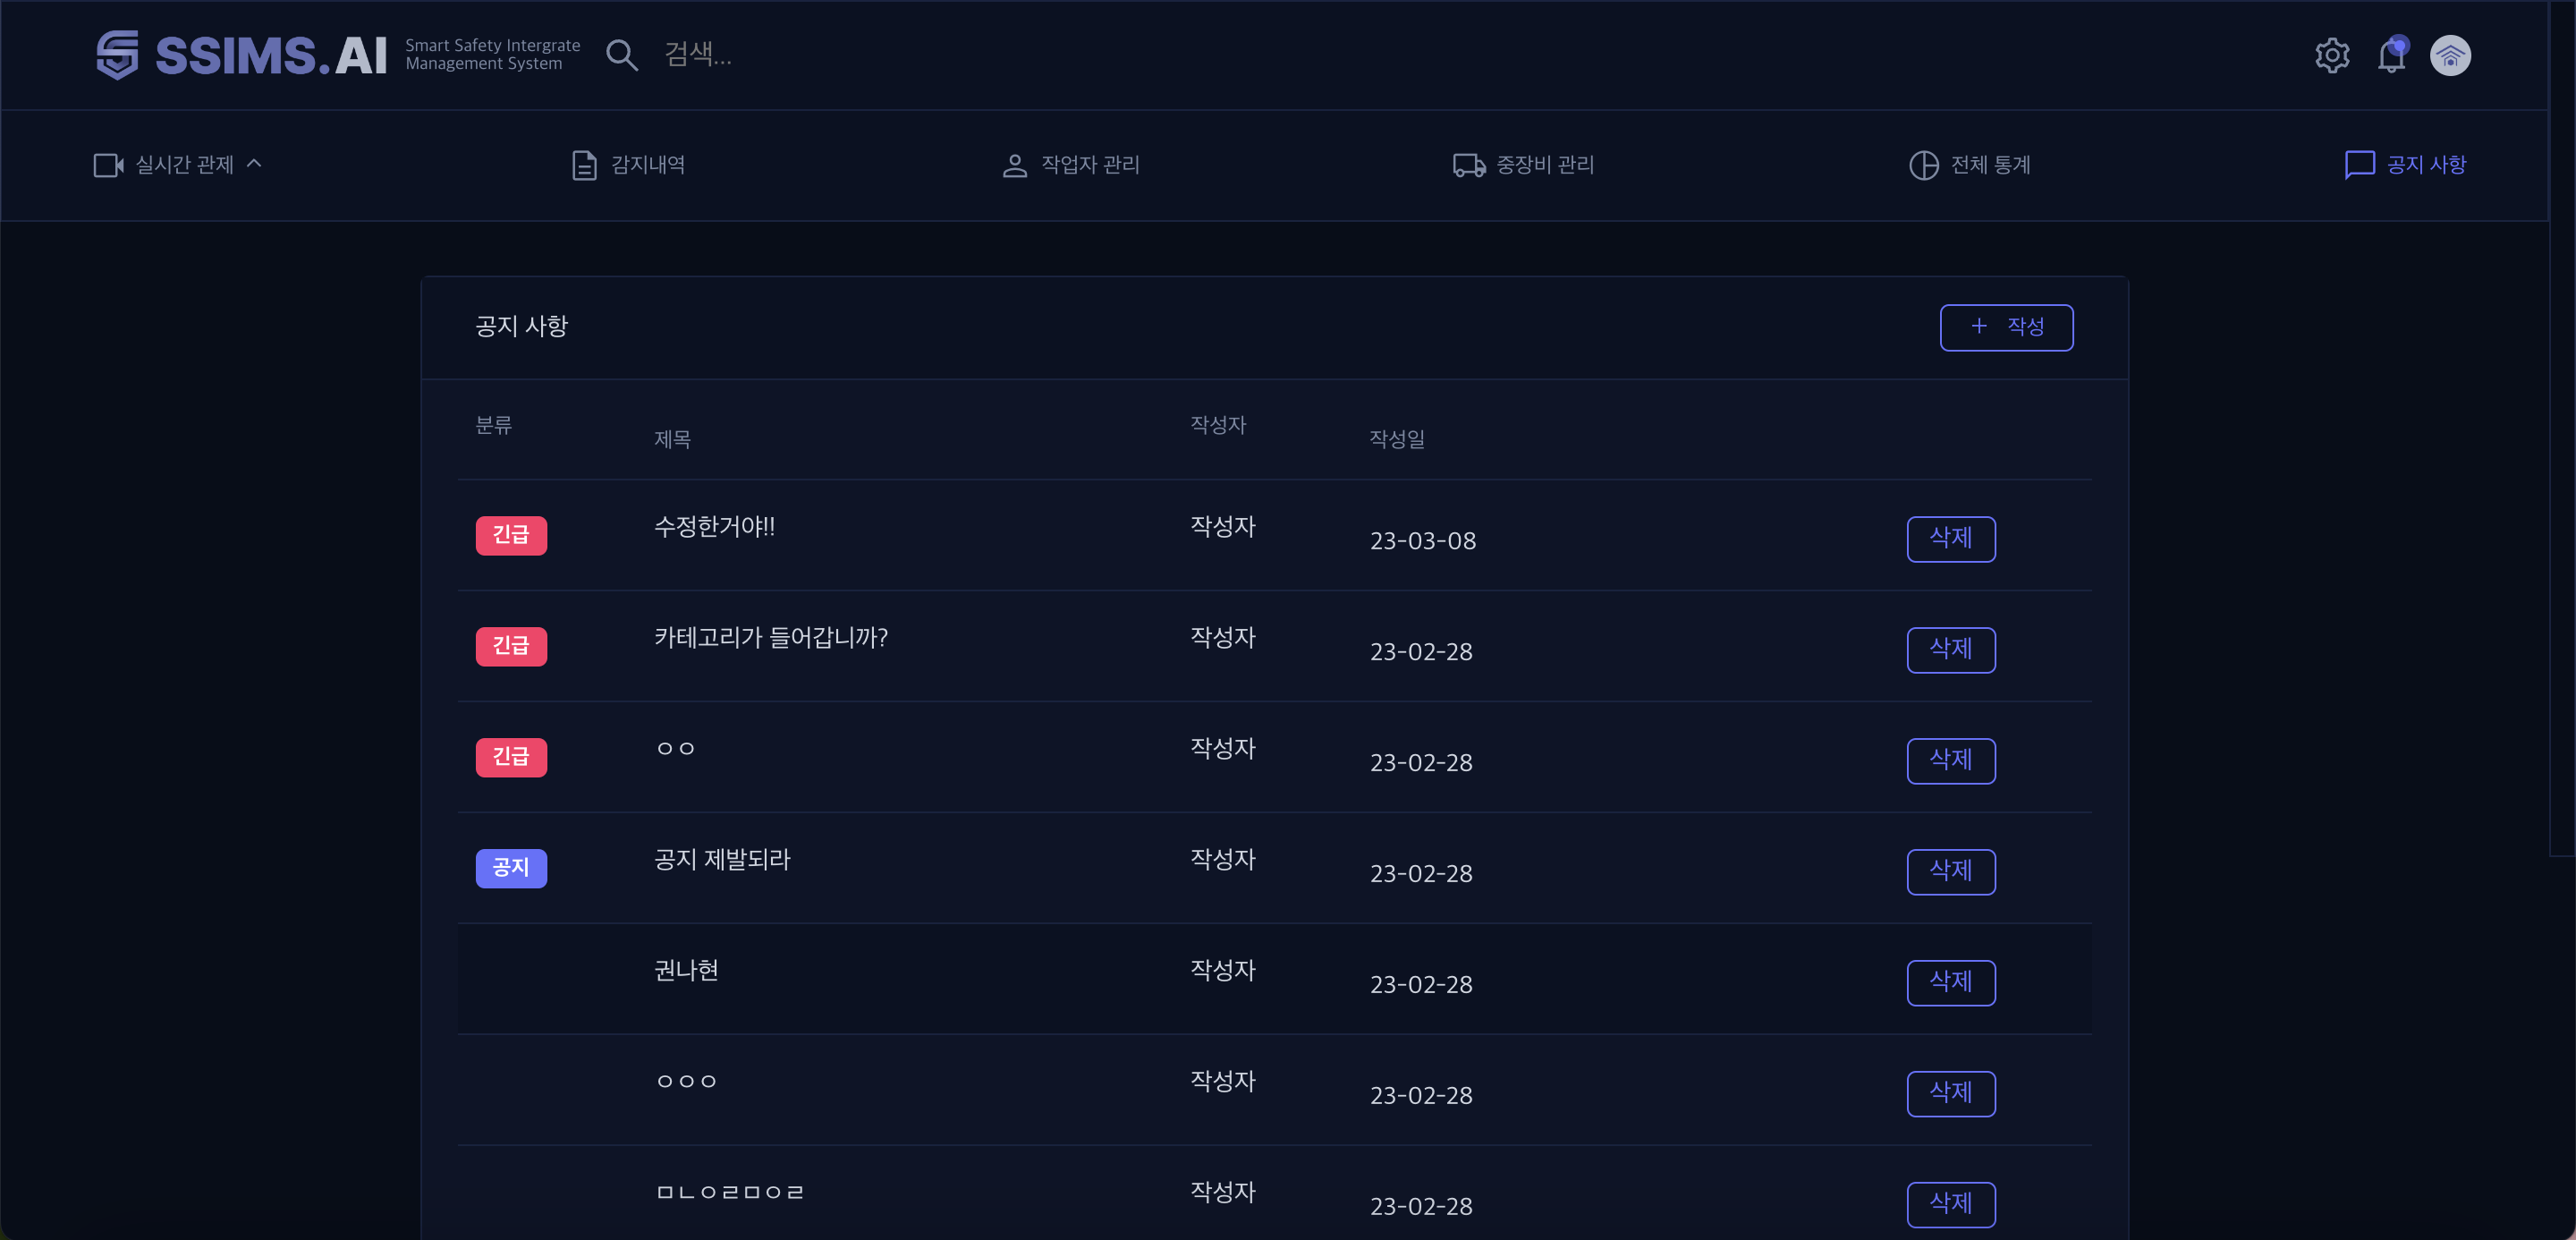 SSIMS.AI Smart Safety Intergrate
Management System
검색...
실시간 관제 감지내역 작업자 관리 중장비 관리 전체 통계 공지 사항
공지 사항 + 작성
분류 제목 작성자 작성일
긴급 수정한거야!! 작성자 23-03-08 삭제
긴급 카테고리가 들어갑니까? 작성자 23-02-28 삭제
긴급 ㅇㅇ 작성자 23-02-28 삭제
공지 공지 제발되라 작성자 23-02-28 삭제
권나현 작성자 23-02-28 삭제
ㅇㅇㅇ 작성자 23-02-28 삭제
ㅁㄴㅇㄹㅁㅇㄹ 작성자 23-02-28 삭제